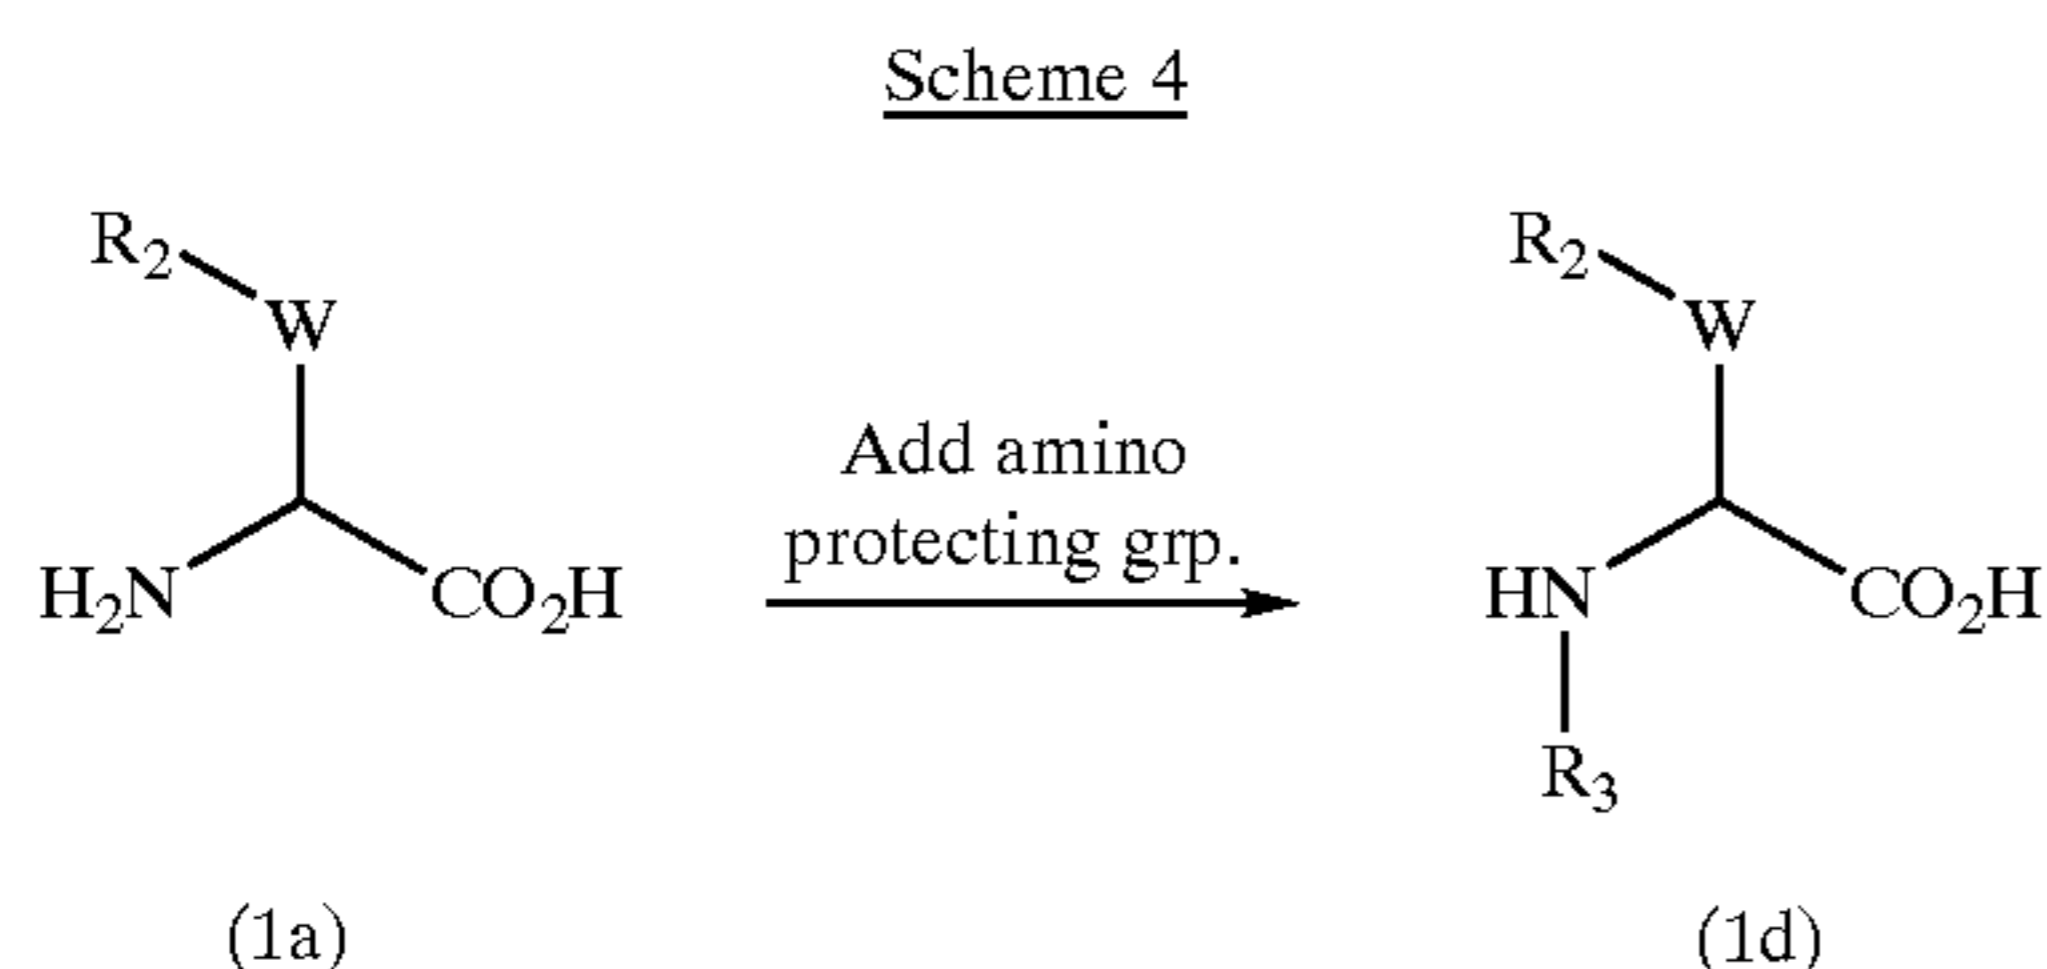 Scheme 4
R2
W
H2N
CO2H
(1a)
Add amino
protecting grp.
R2
W
HN
CO2H
R3
(1d)